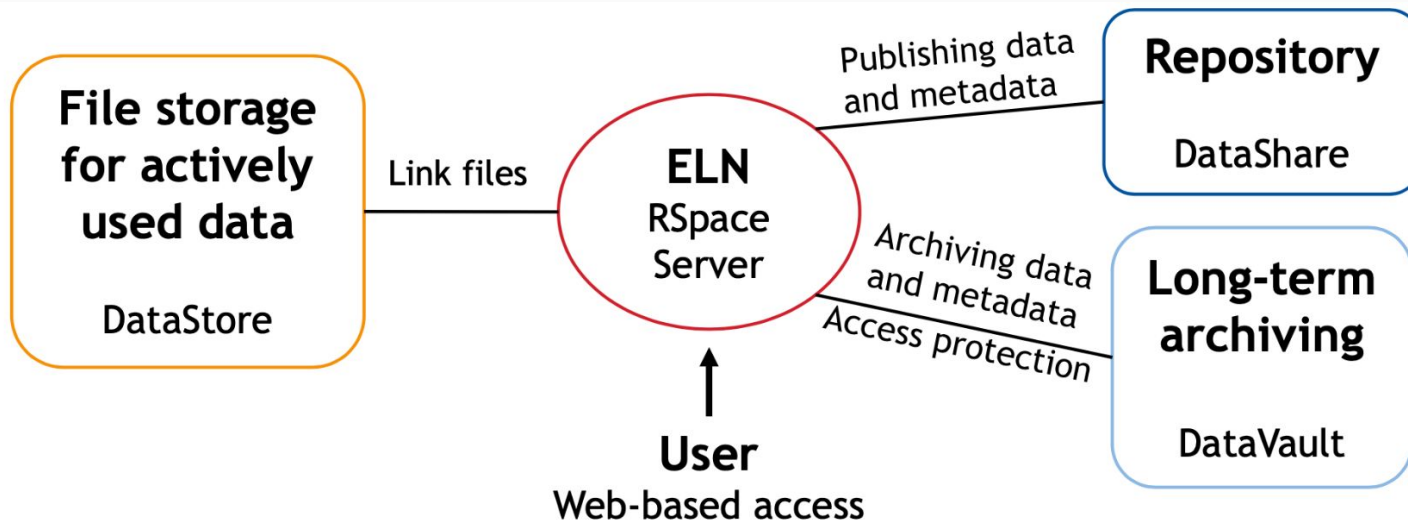 File storage
for actively
used data
DataStore
Link files
ELN
RSpace
Server
User
Web-based access
Publishing data
and metadata
Repository
DataShare
Archiving data
and metadata
Access protection
Long-term
archiving
DataVault